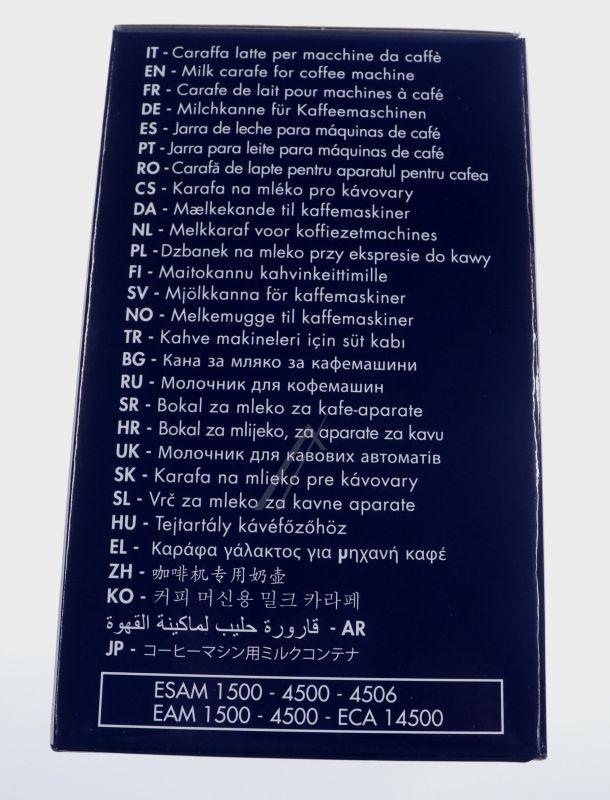 IT - Caraffa latte per macchine da caffè
EN - Milk carafe for coffee machine
FR - Carafe de lait pour machines à café
DE - Milchkanne für Kaffeemaschinen
ES - Jarra de leche para máquinas de café
PT - Jarra para leite para máquinas de café
RO - Carafă de lapte pentru aparatul pentru cafea
CS - Karafa na mléko pro kávovary
DA - Mælkekande til kaffemaskiner
NL - Melkkaraf voor koffiezetmachines
PL - Dzbanek na mleko przy ekspresie do kawy
FI - Maitokannu kahvinkeittimille
SV - Mjölkkanna för kaffemaskiner
NO - Melkemugge til kaffemaskiner
TR - Kahve makineleri için süt kabı
BG - Кана за мляко за кафемашини
RU - Молочник для кофемашин
SR - Bokal za mleko za kafe-aparate
HR - Bokal za mlijeko, za aparate za kavu
UK - Молочник для кавових автоматів
SK - Karafa na mlieko pre kávovary
SL - Vrč za mleko za kavne aparate
HU - Tejtartály kávéfőzőhöz
EL - Καράφα γάλακτος για μηχανή καφέ
ZH - 咖啡机专用奶壶
KO - 커피 머신용 밀크 카라페
قارورة حليب لماكينة القهوة - AR
JP - コーヒーマシン用ミルクコンテナ
ESAM 1500 - 4500 - 4506
EAM 1500 - 4500 - ECA 14500